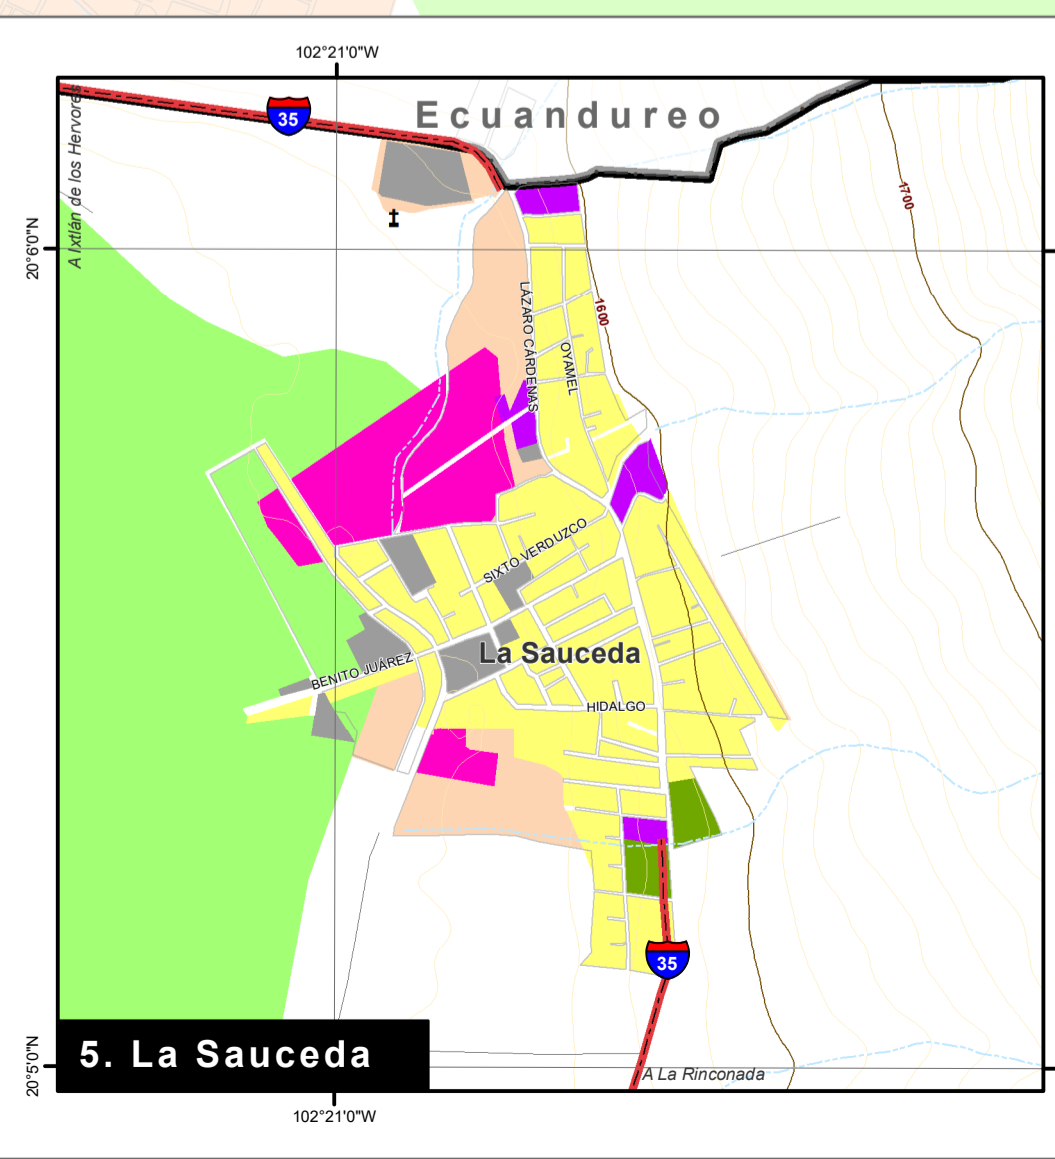 102°21'0"W
35
Ecuandureo
A Ixtlán de los Hervores
1700
20°6'0"N
1600
LÁZARO CÁRDENAS
OYAMEL
SIXTO VERDUZCO
La Sauceda
BENITO JUÁREZ
HIDALGO
35
5. La Sauceda
20°5'0"N
A La Rinconada
102°21'0"W